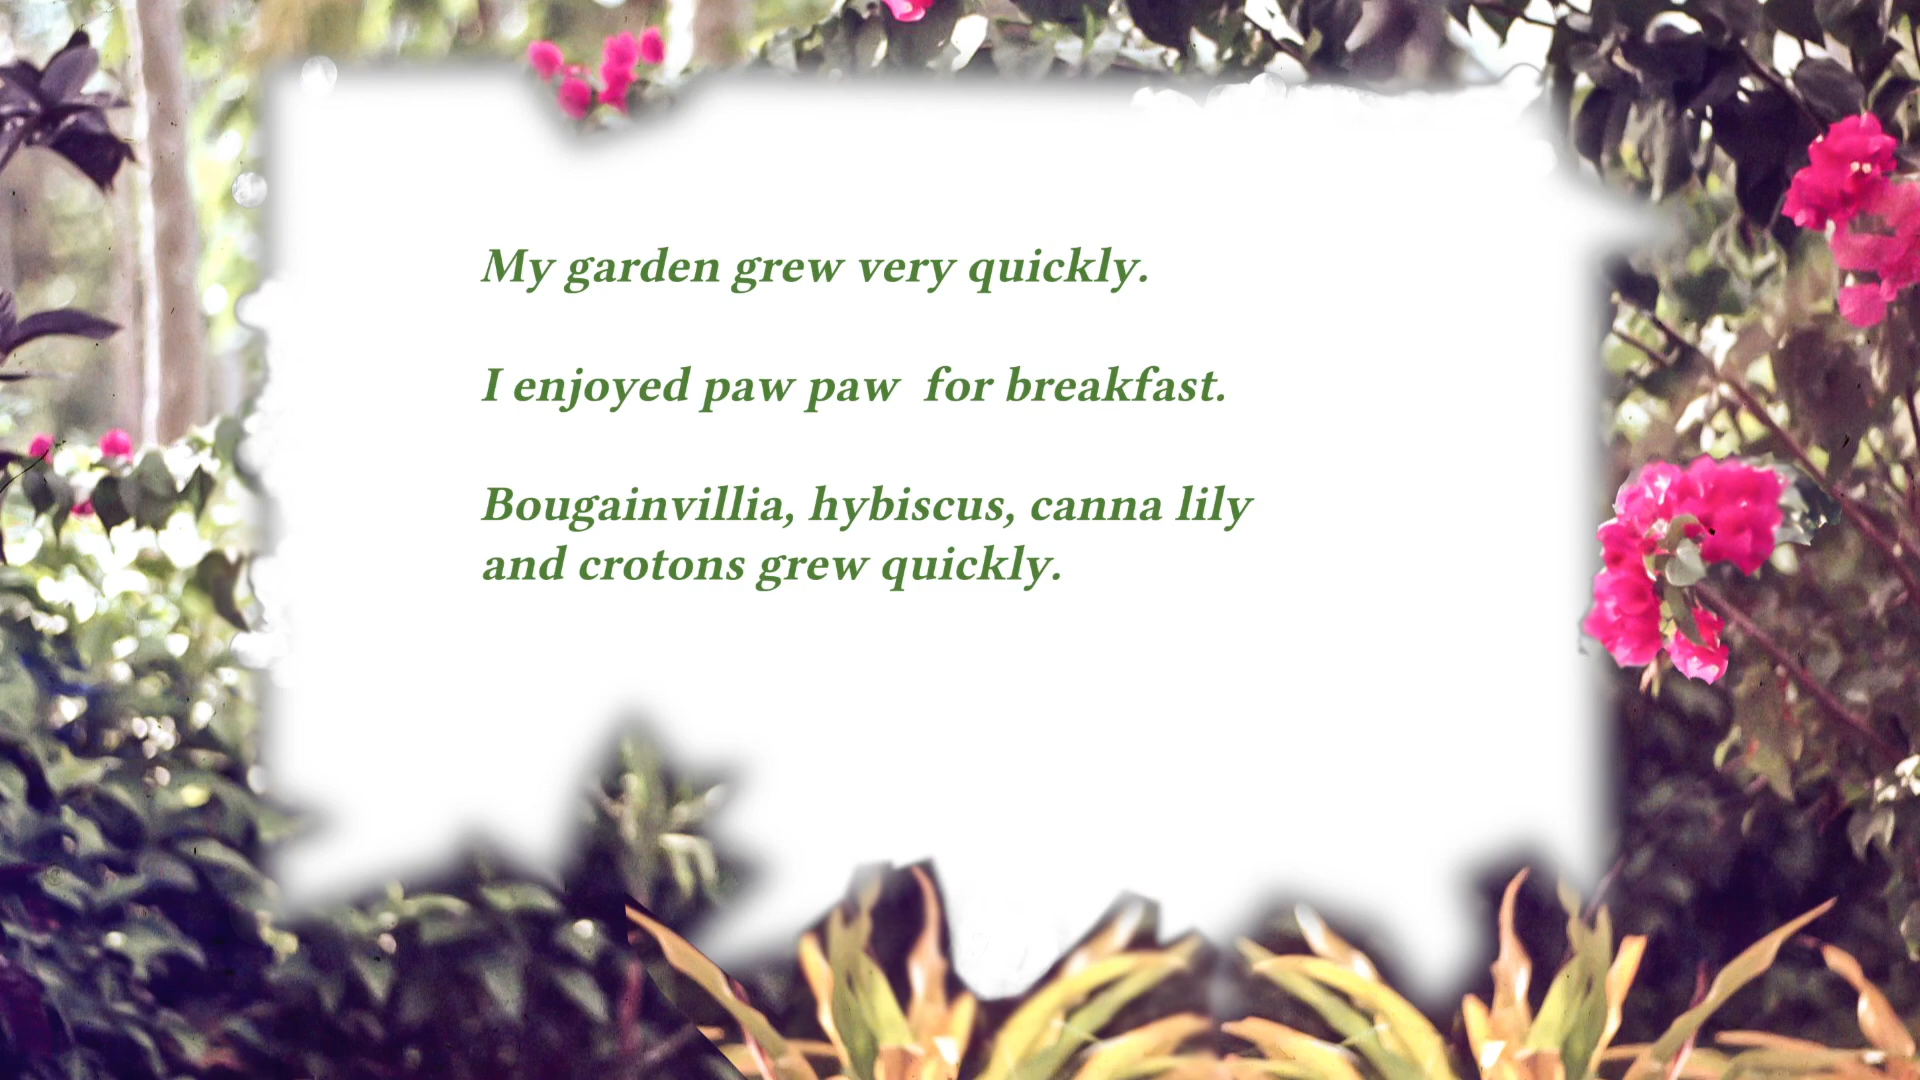 My garden grew very quickly.
I enjoyed paw paw  for breakfast.
Bougainvillia, hybiscus, canna lily
and crotons grew quickly.